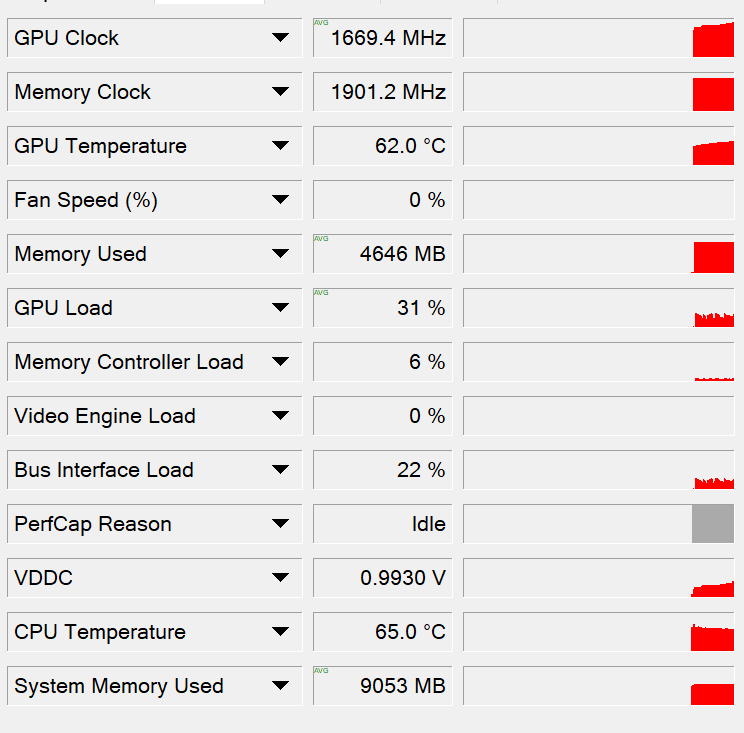 GPU Clock AVG 1669.4 MHz
Memory Clock 1901.2 MHz
GPU Temperature 62.0 °C
Fan Speed (%) 0 %
Memory Used AVG 4646 MB
GPU Load AVG 31 %
Memory Controller Load 6 %
Video Engine Load 0 %
Bus Interface Load 22 %
PerfCap Reason Idle
VDDC 0.9930 V
CPU Temperature 65.0 °C
System Memory Used AVG 9053 MB